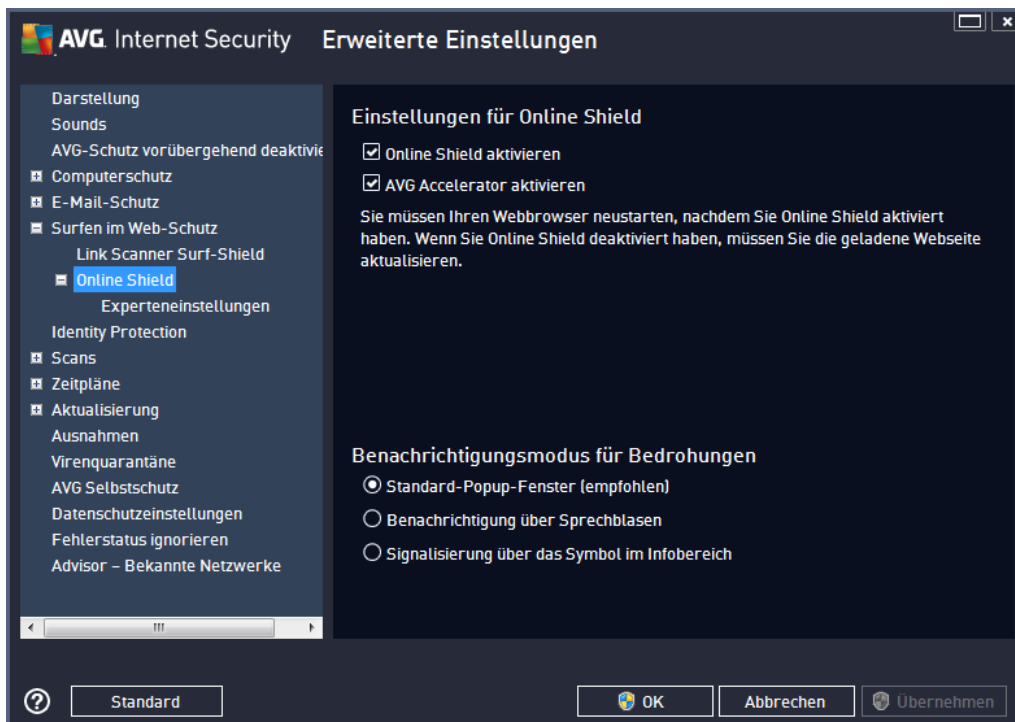 AVG. Internet Security Erweiterte Einstellungen
Darstellung
Sounds
AVG-Schutz vorübergehend deaktivie
Computerschutz
E-Mail-Schutz
Surfen im Web-Schutz
Link Scanner Surf-Shield
Online Shield
Experteneinstellungen
Identity Protection
Scans
Zeitpläne
Aktualisierung
Ausnahmen
Virenquarantäne
AVG Selbstschutz
Datenschutzeinstellungen
Fehlerstatus ignorieren
Advisor – Bekannte Netzwerke
Einstellungen für Online Shield
Online Shield aktivieren
AVG Accelerator aktivieren
Sie müssen Ihren Webbrowser neustarten, nachdem Sie Online Shield aktiviert
haben. Wenn Sie Online Shield deaktiviert haben, müssen Sie die geladene Webseite
aktualisieren.
Benachrichtigungsmodus für Bedrohungen
Standard-Popup-Fenster (empfohlen)
Benachrichtigung über Sprechblasen
Signalisierung über das Symbol im Infobereich
? Standard OK Abbrechen Übernehmen